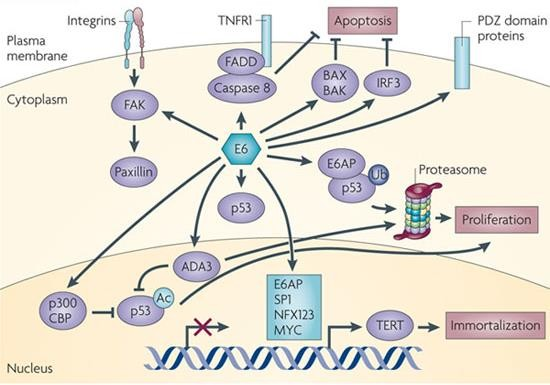 Integrins
TNFR1
Apoptosis
PDZ domain
proteins
Plasma
membrane
FADD
Caspase 8
BAX
BAK
IRF3
Cytoplasm
FAK
E6
E6AP
Ub
p53
Proteasome
Paxillin
p53
Proliferation
ADA3
p300
CBP
p53
Ac
E6AP
SP1
NFX123
MYC
TERT
Immortalization
Nucleus